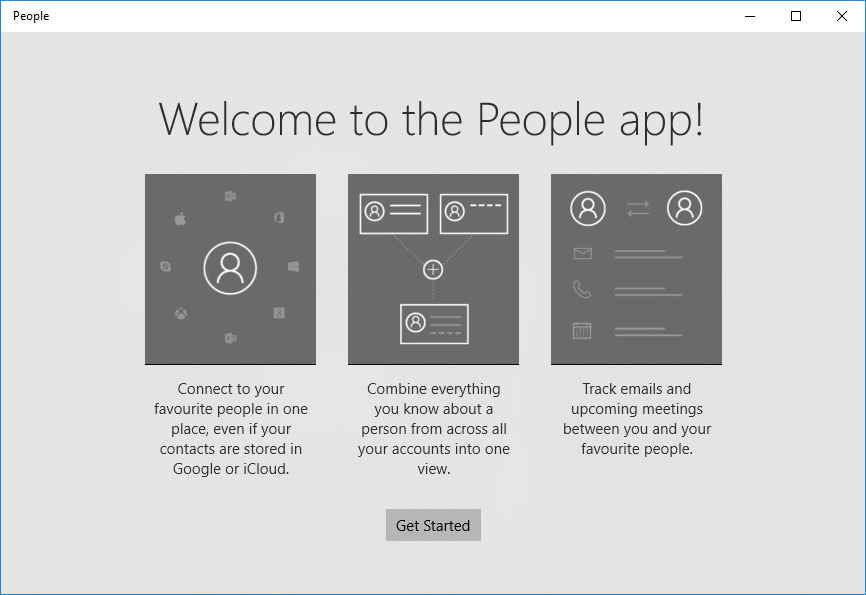 People
Welcome to the People app!
Connect to your
favourite people in one
place, even if your
contacts are stored in
Google or iCloud.
Combine everything
you know about a
person from across all
your accounts into one
view.
Track emails and
upcoming meetings
between you and your
favourite people.
Get Started